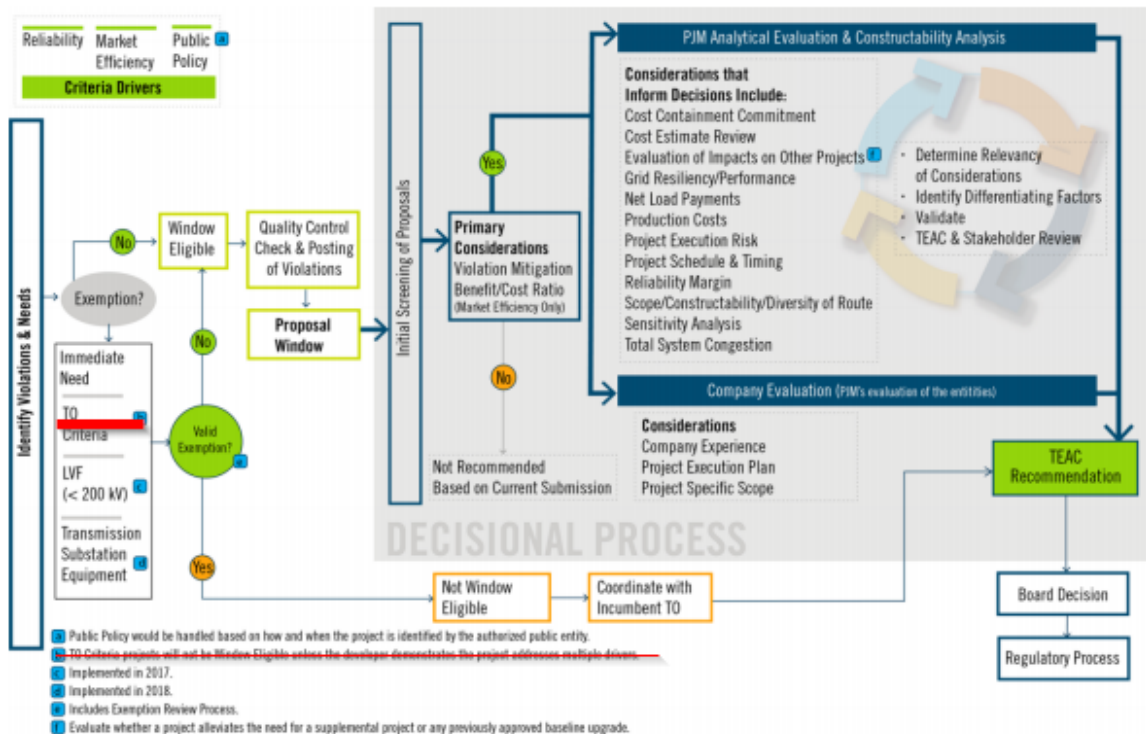 Reliability
Market
Efficiency
Public
Policy
a
Criteria Drivers
Identify Violations & Needs
Exemption?
No
Window
Eligible
Quality Control
Check & Posting
of Violations
Proposal
Window
Immediate
Need
TO
Criteria
b
LVF
(< 200 kV)
c
Transmission
Substation
Equipment
d
No
Valid
Exemption?
e
Yes
Initial Screening of Proposals
Primary
Considerations
Violation Mitigation
Benefit/Cost Ratio
(Market Efficiency Only)
Yes
No
Not Recommended
Based on Current Submission
PJM Analytical Evaluation & Constructability Analysis
Considerations that
Inform Decisions Include:
Cost Containment Commitment
Cost Estimate Review
Evaluation of Impacts on Other Projects f
Grid Resiliency/Performance
Net Load Payments
Production Costs
Project Execution Risk
Project Schedule & Timing
Reliability Margin
Scope/Constructability/Diversity of Route
Sensitivity Analysis
Total System Congestion
- Determine Relevancy
of Considerations
- Identify Differentiating Factors
- Validate
- TEAC & Stakeholder Review
Company Evaluation (PJM's evaluation of the entitities)
Considerations
Company Experience
Project Execution Plan
Project Specific Scope
DECISIONAL PROCESS
TEAC
Recommendation
Not Window
Eligible
Coordinate with
Incumbent TO
Board Decision
Regulatory Process
a Public Policy would be handled based on how and when the project is identified by the authorized public entity.
b TO Criteria projects will not be Window Eligible unless the developer demonstrates the project addresses multiple drivers.
c Implemented in 2017.
d Implemented in 2018.
e Includes Exemption Review Process.
f Evaluate whether a project alleviates the need for a supplemental project or any previously approved baseline upgrade.